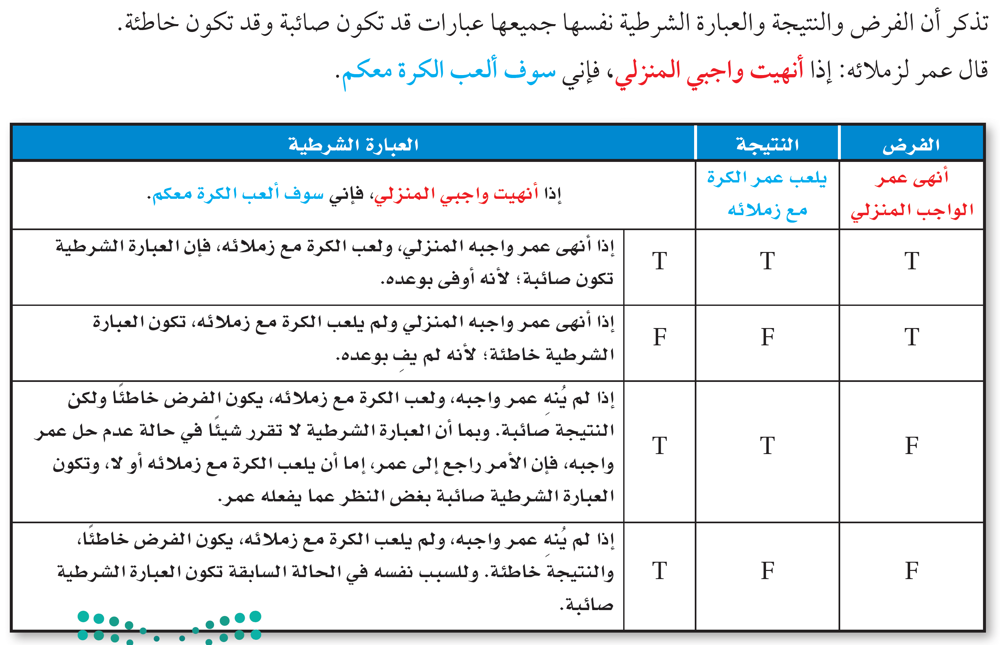 تذكر أن الفرض والنتيجة والعبارة الشرطية نفسها جميعها عبارات قد تكون صائبة وقد تكون خاطئة.
قال عمر لزملائه: إذا أنهيت واجبي المنزلي، فإني سوف ألعب الكرة معكم.
الفرض
النتيجة
العبارة الشرطية
أنهى عمر
الواجب المنزلي
يلعب عمر الكرة
مع زملائه
إذا أنهيت واجبي المنزلي، فإني سوف ألعب الكرة معكم.
T
T
T
إذا أنهى عمر واجبه المنزلي، ولعب الكرة مع زملائه، فإن العبارة الشرطية
تكون صائبة؛ لأنه أوفى بوعده.
T
F
F
إذا أنهى عمر واجبه المنزلي ولم يلعب الكرة مع زملائه، تكون العبارة
الشرطية خاطئة؛ لأنه لم يفِ بوعده.
F
T
T
إذا لم يُنهِ عمر واجبه، ولعب الكرة مع زملائه، يكون الفرض خاطئًا ولكن
النتيجة صائبة. وبما أن العبارة الشرطية لا تقرر شيئًا في حالة عدم حل عمر
واجبه، فإن الأمر راجع إلى عمر، إما أن يلعب الكرة مع زملائه أو لا، وتكون
العبارة الشرطية صائبة بغض النظر عما يفعله عمر.
F
F
T
إذا لم يُنهِ عمر واجبه، ولم يلعب الكرة مع زملائه، يكون الفرض خاطئًا،
والنتيجة خاطئة. وللسبب نفسه في الحالة السابقة تكون العبارة الشرطية
صائبة.